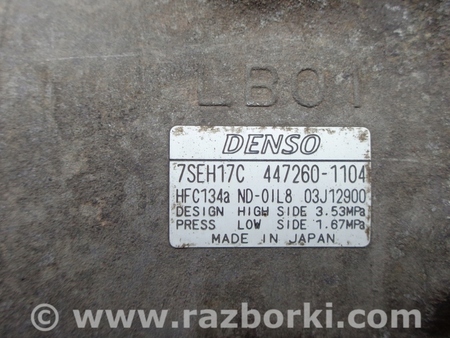 LB01
DENSO
7SEH17C 447260-1104
HFC134a ND-OIL8 03J12900
DESIGN HIGH SIDE 3.53MPa
PRESS LOW SIDE 1.67MPa
MADE IN JAPAN
© www.razborki.com